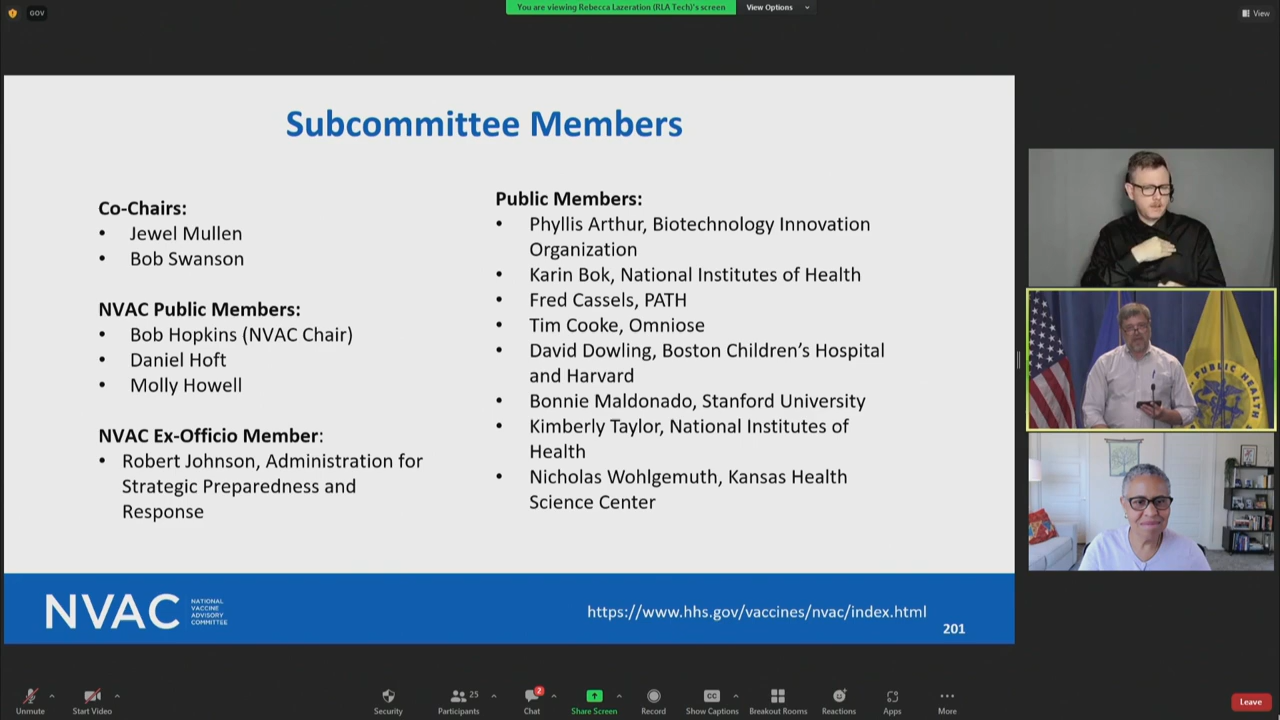 GOV
You are viewing Rebecca Lazeration (RLA Tech)'s screen
View Options
View
Subcommittee Members
Co-Chairs:
• Jewel Mullen
• Bob Swanson
NVAC Public Members:
• Bob Hopkins (NVAC Chair)
• Daniel Hoft
• Molly Howell
NVAC Ex-Officio Member:
• Robert Johnson, Administration for
Strategic Preparedness and
Response
Public Members:
• Phyllis Arthur, Biotechnology Innovation
Organization
• Karin Bok, National Institutes of Health
• Fred Cassels, PATH
• Tim Cooke, Omniose
• David Dowling, Boston Children's Hospital
and Harvard
• Bonnie Maldonado, Stanford University
• Kimberly Taylor, National Institutes of
Health
• Nicholas Wohlgemuth, Kansas Health
Science Center
PUBLIC HEALTH
NVAC
NATIONAL
VACCINE
ADVISORY
COMMITTEE
https://www.hhs.gov/vaccines/nvac/index.html
201
Unmute
Start Video
Security
Participants
25
Chat
2
Share Screen
Record
CC
Show Captions
Breakout Rooms
Reactions
Apps
More
Leave